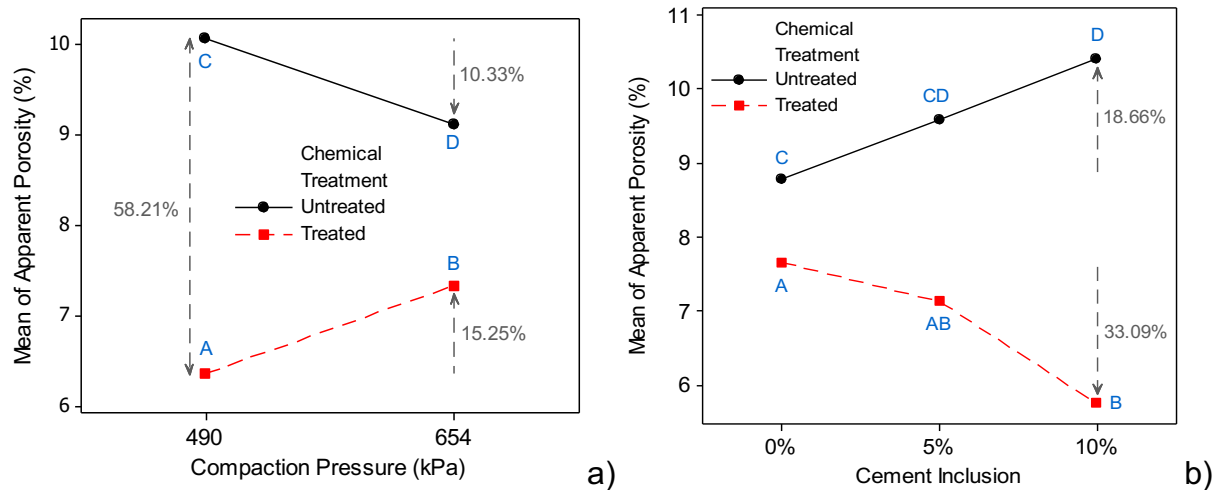 Mean of Apparent Porosity (%)
10
9
8
7
6
C
D
A
B
10.33%
58.21%
15.25%
Chemical
Treatment
Untreated
Treated
490
654
Compaction Pressure (kPa)
a)
Mean of Apparent Porosity (%)
11
10
9
8
7
6
Chemical
Treatment
Untreated
Treated
C
CD
D
18.66%
A
AB
B
33.09%
0%
5%
10%
Cement Inclusion
b)